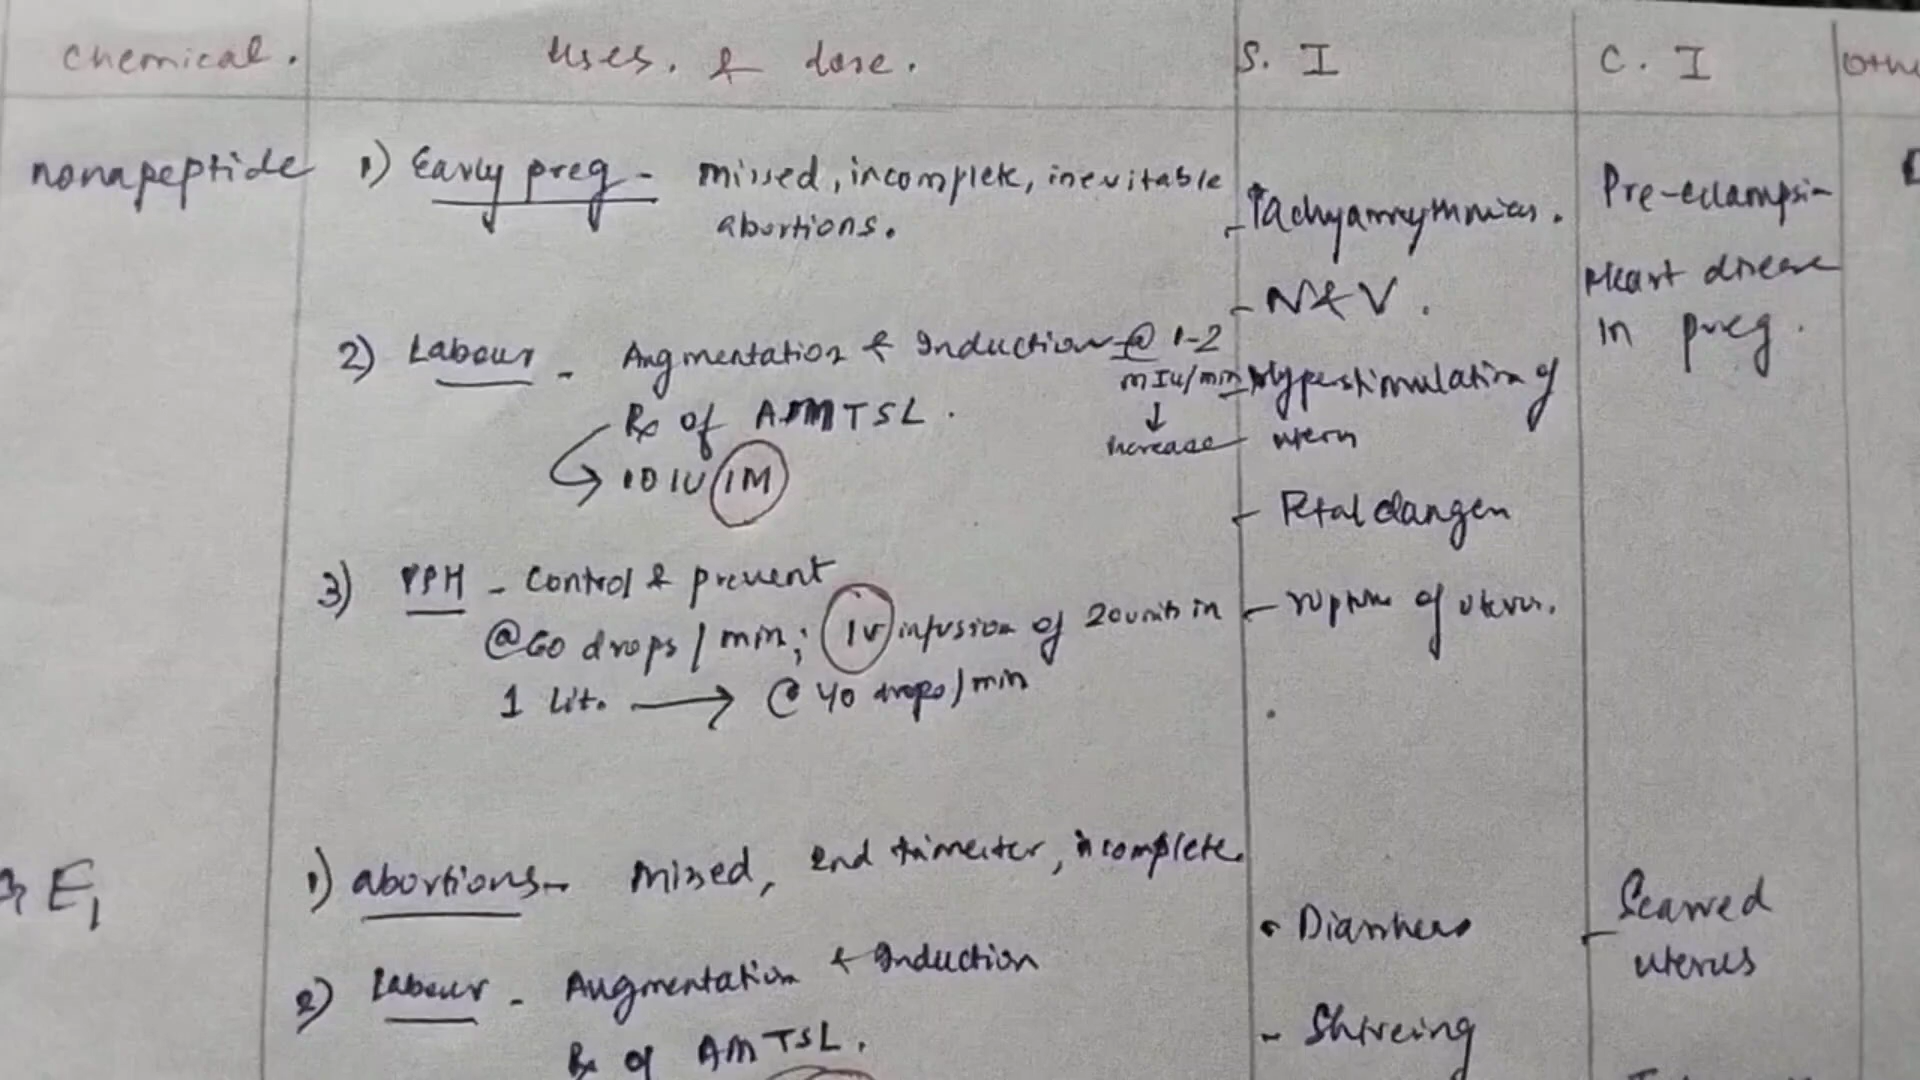 chemical.
uses. & dose.
S. I
C. I
nonapeptide
1) Early preg - missed, incomplete, inevitable
abortions.
- Tachyarrythmias.
Pre-eclampsia
- N & V.
Heart disease
in preg.
2) Labour - Augmentation & Induction @ 1-2
mIU/min
↓
increase
- Hyperstimulation of
uterus
Rx of AMTSL.
→ 10 IU IM
- Fetal danger
3) PPH - Control & prevent
@ 60 drops / min; IV infusion of 20 units in
1 Lit. → @ 40 drops / min
- rupture of uterus.
E1
1) abortions - missed, 2nd trimester, incomplete.
2) Labour - Augmentation & Induction
Rx of AMTSL.
• Diarrhea
- Shivering
- Scarred
uterus